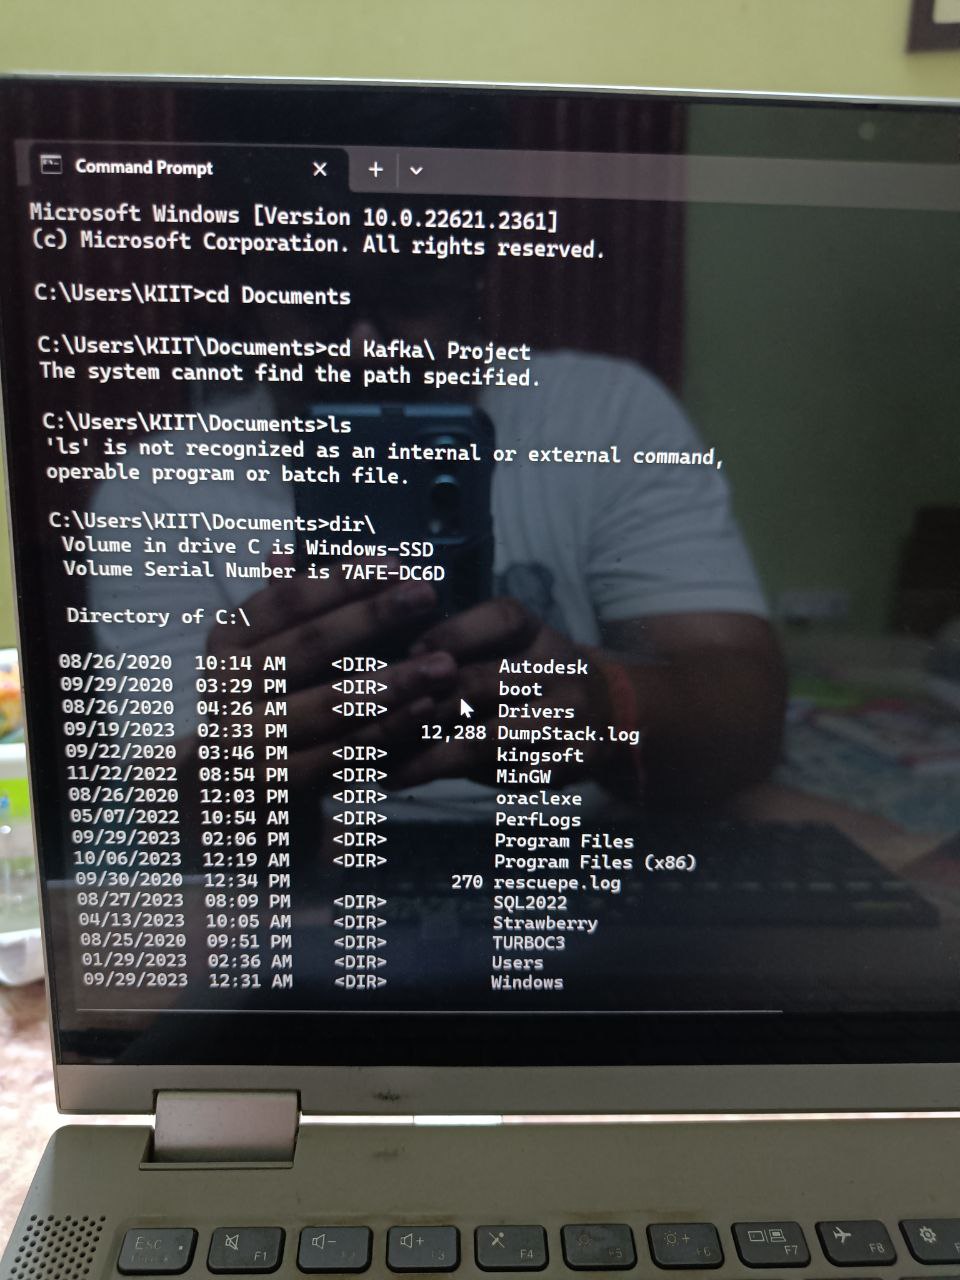 Command Prompt
Microsoft Windows [Version 10.0.22621.2361]
(c) Microsoft Corporation. All rights reserved.
C:\Users\KIIT>cd Documents
C:\Users\KIIT\Documents>cd Kafka\ Project
The system cannot find the path specified.
C:\Users\KIIT\Documents>ls
'ls' is not recognized as an internal or external command,
operable program or batch file.
C:\Users\KIIT\Documents>dir\
Volume in drive C is Windows-SSD
Volume Serial Number is 7AFE-DC6D
Directory of C:\
08/26/2020 10:14 AM <DIR> Autodesk
09/29/2020 03:29 PM <DIR> boot
08/26/2020 04:26 AM <DIR> Drivers
09/19/2023 02:33 PM 12,288 DumpStack.log
09/22/2020 03:46 PM <DIR> kingsoft
11/22/2022 08:54 PM <DIR> MinGW
08/26/2020 12:03 PM <DIR> oraclexe
05/07/2022 10:54 AM <DIR> PerfLogs
09/29/2023 02:06 PM <DIR> Program Files
10/06/2023 12:19 AM <DIR> Program Files (x86)
09/30/2020 12:34 PM 270 rescuepe.log
08/27/2023 08:09 PM <DIR> SQL2022
04/13/2023 10:05 AM <DIR> Strawberry
08/25/2020 09:51 PM <DIR> TURBOC3
01/29/2023 02:36 AM <DIR> Users
09/29/2023 12:31 AM <DIR> Windows
Esc F1 F4 F7 F8